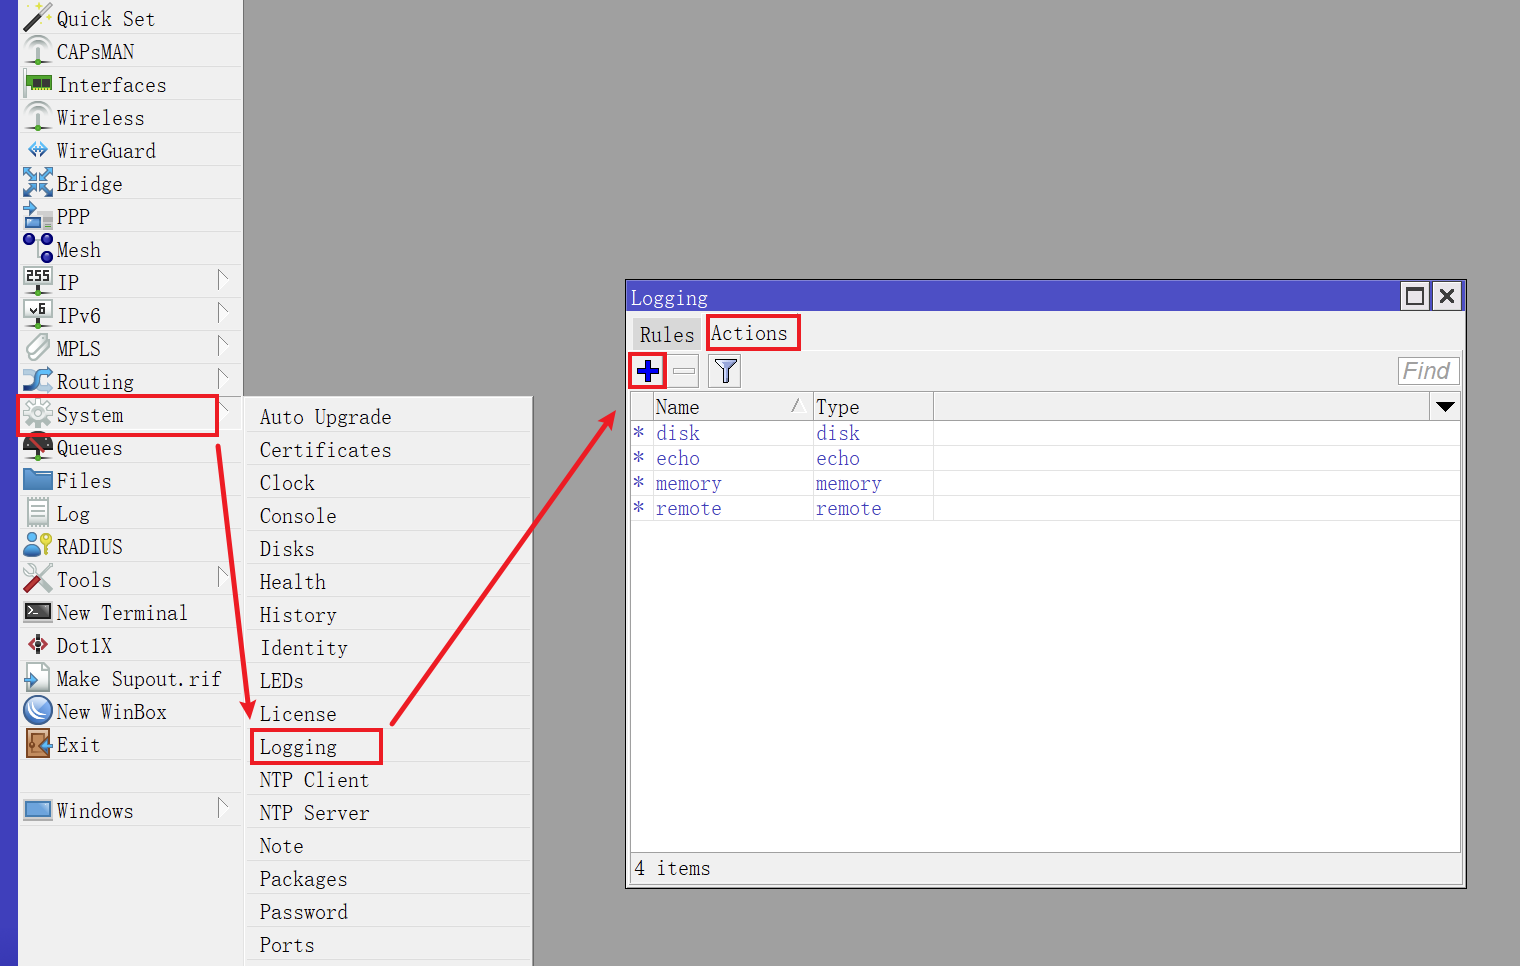 Quick Set
CAPsMAN
Interfaces
Wireless
WireGuard
Bridge
PPP
Mesh
255 IP
v6 IPv6
MPLS
Routing
System
Queues
Files
Log
RADIUS
Tools
New Terminal
Dot1X
Make Supout.rif
New WinBox
Exit
Windows
Auto Upgrade
Certificates
Clock
Console
Disks
Health
History
Identity
LEDs
License
Logging
NTP Client
NTP Server
Note
Packages
Password
Ports
Logging
Rules Actions
Find
Name Type
* disk disk
* echo echo
* memory memory
* remote remote
4 items